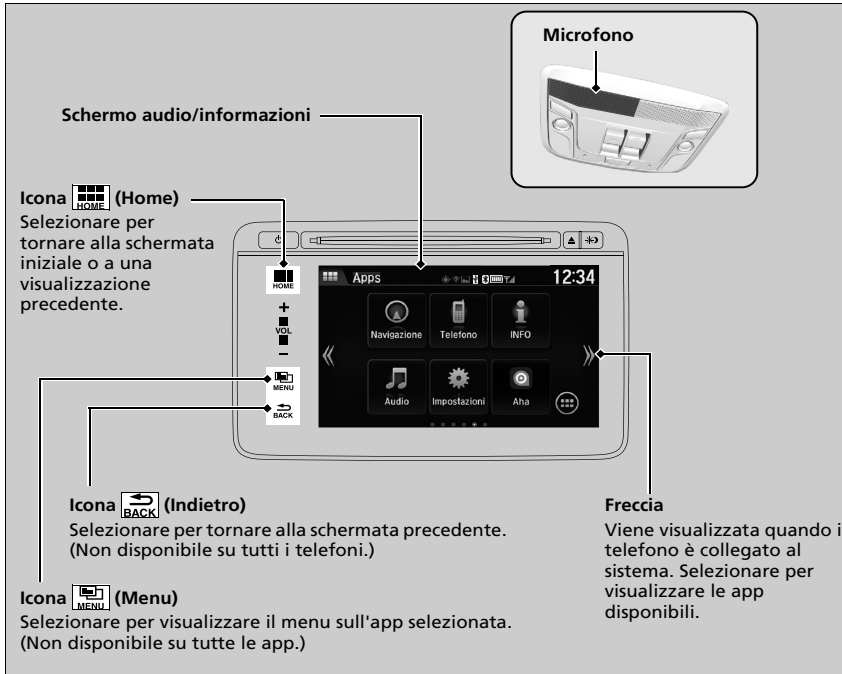 Microfono
Schermo audio/informazioni
Icona HOME (Home)
Selezionare per
tornare alla schermata
iniziale o a una
visualizzazione
precedente.
HOME
+
VOL
–
MENU
BACK
Apps
12:34
Navigazione
Telefono
INFO
Audio
Impostazioni
Aha
Icona BACK (Indietro)
Selezionare per tornare alla schermata precedente.
(Non disponibile su tutti i telefoni.)
Icona MENU (Menu)
Selezionare per visualizzare il menu sull'app selezionata.
(Non disponibile su tutte le app.)
Freccia
Viene visualizzata quando i
telefono è collegato al
sistema. Selezionare per
visualizzare le app
disponibili.